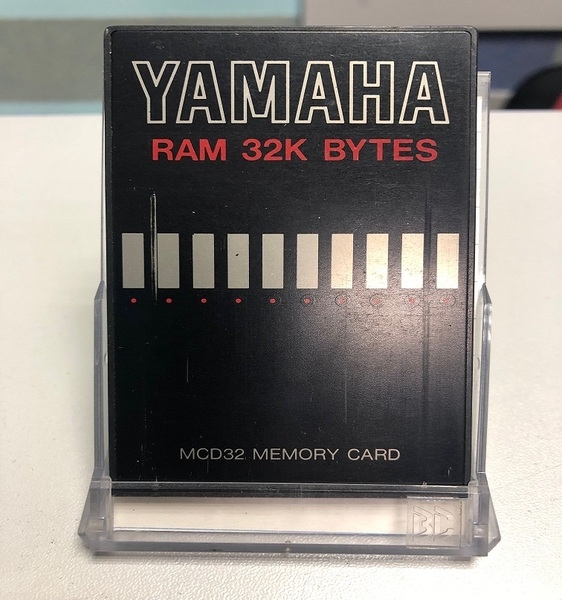 YAMAHA
RAM 32K BYTES
MCD32 MEMORY CARD